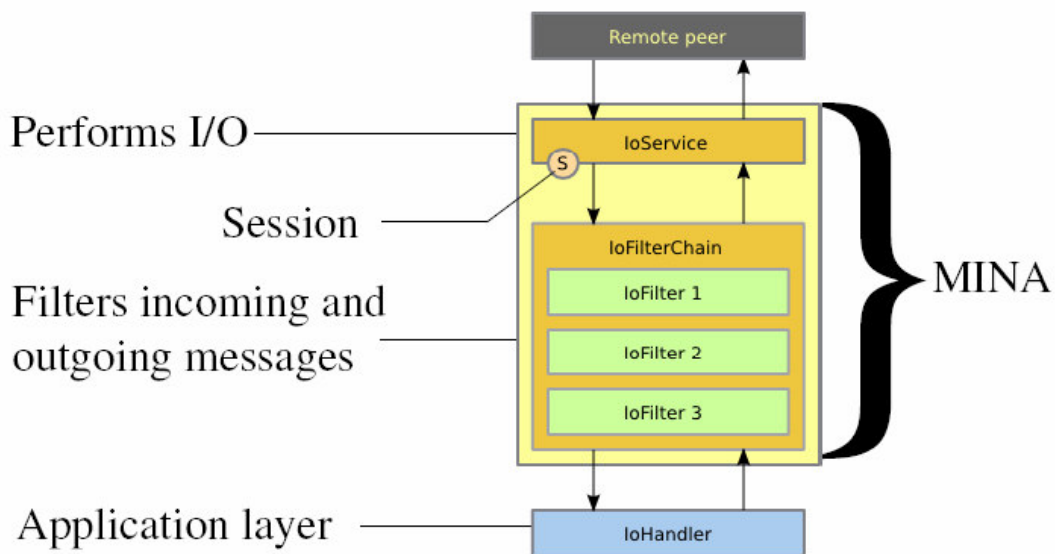 Remote peer
Performs I/O
IoService
S
Session
IoFilterChain
Filters incoming and
outgoing messages
IoFilter 1
IoFilter 2
IoFilter 3
MINA
Application layer
IoHandler